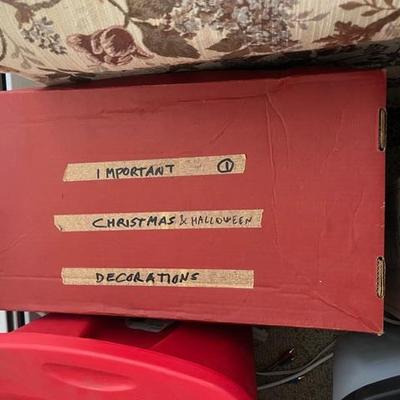 IMPORTANT ①
CHRISTMAS & HALLOWEEN
DECORATIONS